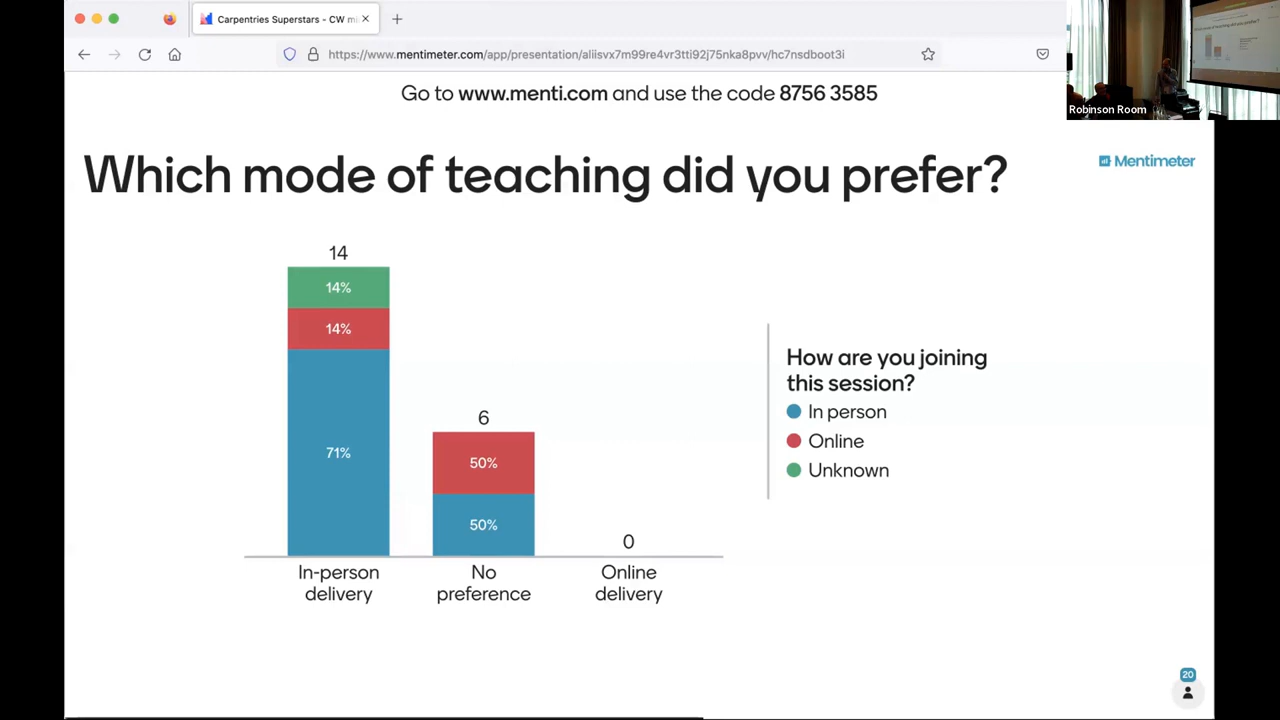 Carpentries Superstars - CW mi
https://www.mentimeter.com/app/presentation/aliisvx7m99re4vr3tti92j75nka8pvv/hc7nsdboot3i
Go to www.menti.com and use the code 8756 3585
Robinson Room
Which mode of teaching did you prefer?
Mentimeter
14
14%
14%
71%
6
50%
50%
0
In-person
delivery
No
preference
Online
delivery
How are you joining
this session?
In person
Online
Unknown
20